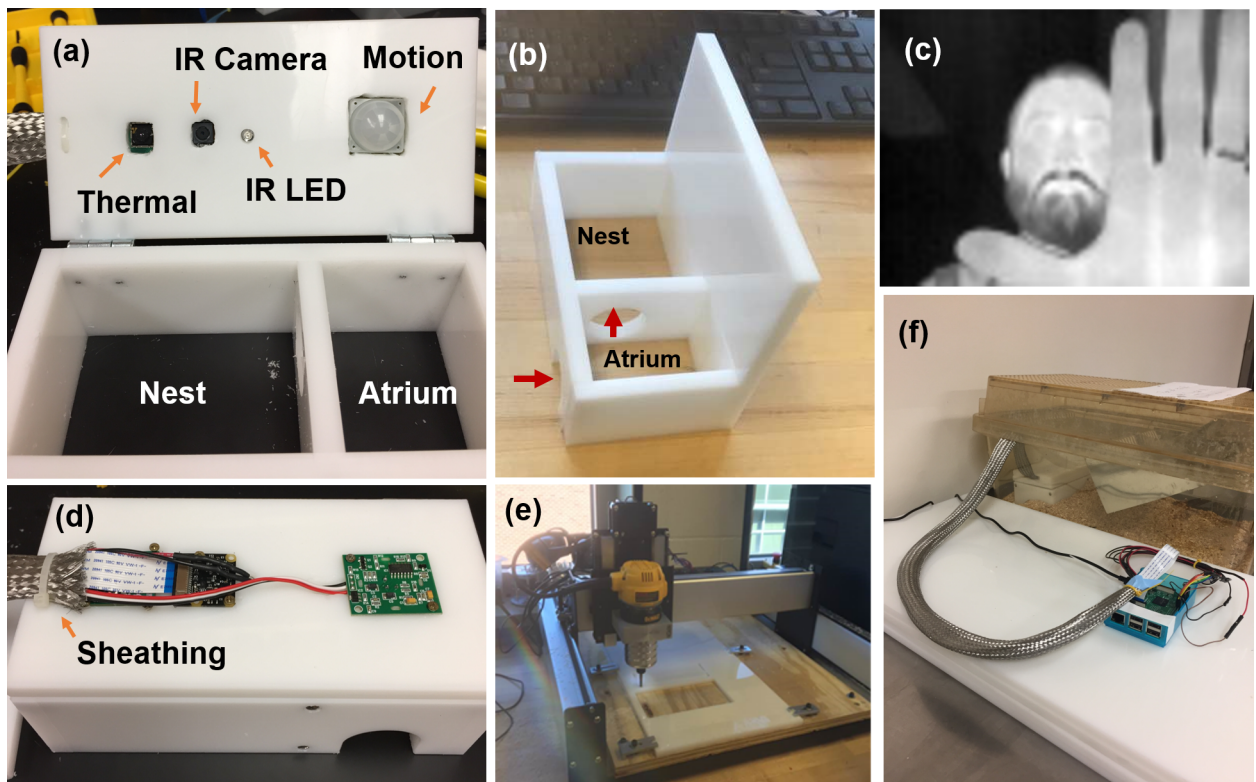 (a)
IR Camera
Motion
Thermal
IR LED
Nest
Atrium
(b)
Nest
Atrium
(c)
(d)
Sheathing
(e)
(f)